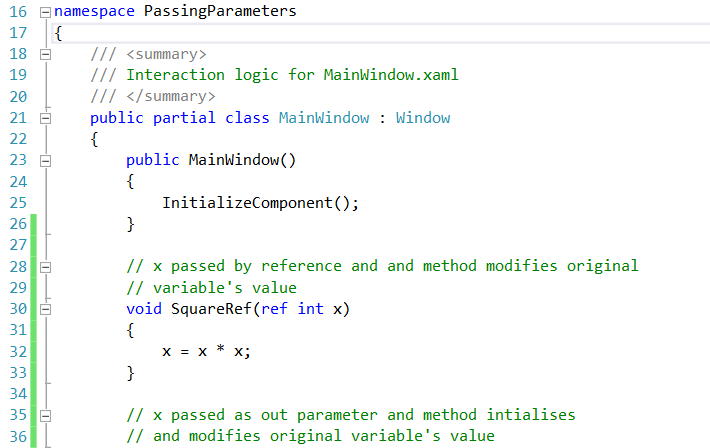 16 namespace PassingParameters
17 {
18 /// <summary>
19 /// Interaction logic for MainWindow.xaml
20 /// </summary>
21 public partial class MainWindow : Window
22 {
23 public MainWindow()
24 {
25 InitializeComponent();
26 }
27
28 // x passed by reference and and method modifies original
29 // variable's value
30 void SquareRef(ref int x)
31 {
32 x = x * x;
33 }
34
35 // x passed as out parameter and method intialises
36 // and modifies original variable's value